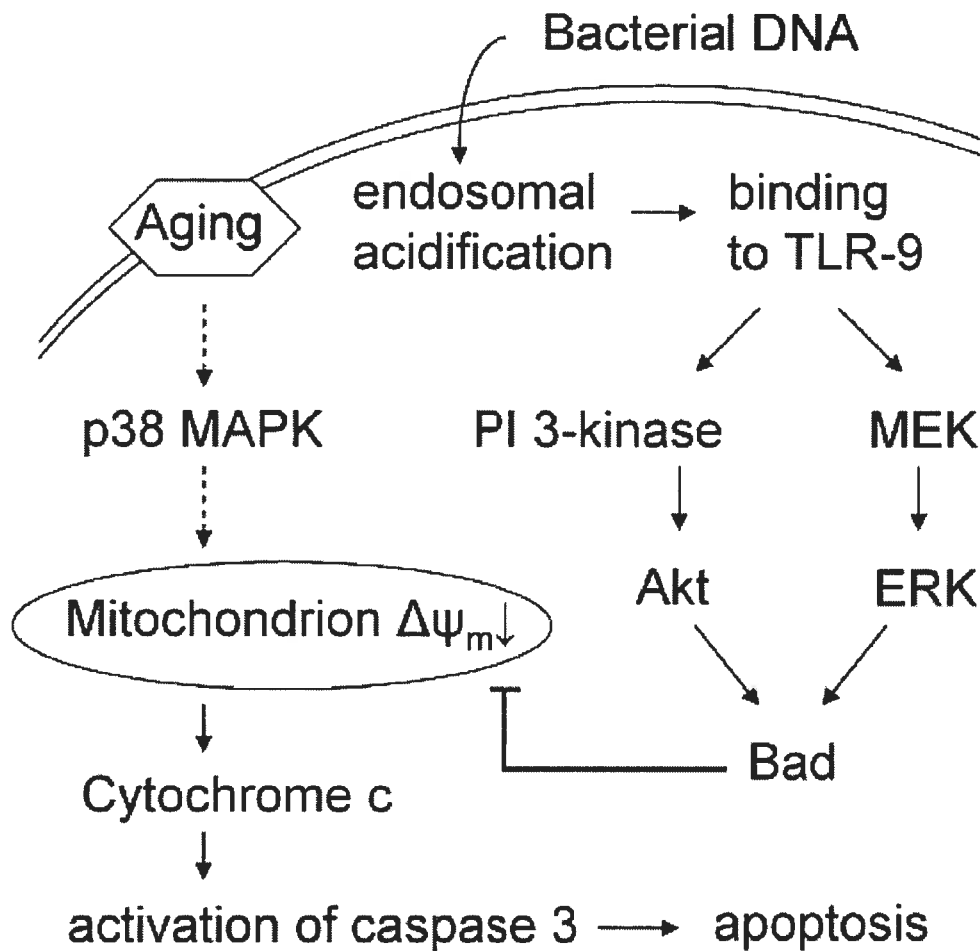 Bacterial DNA
Aging
endosomal
acidification
binding
to TLR-9
p38 MAPK
PI 3-kinase
MEK
Akt
ERK
Mitochondrion Δψm↓
Bad
Cytochrome c
activation of caspase 3
apoptosis